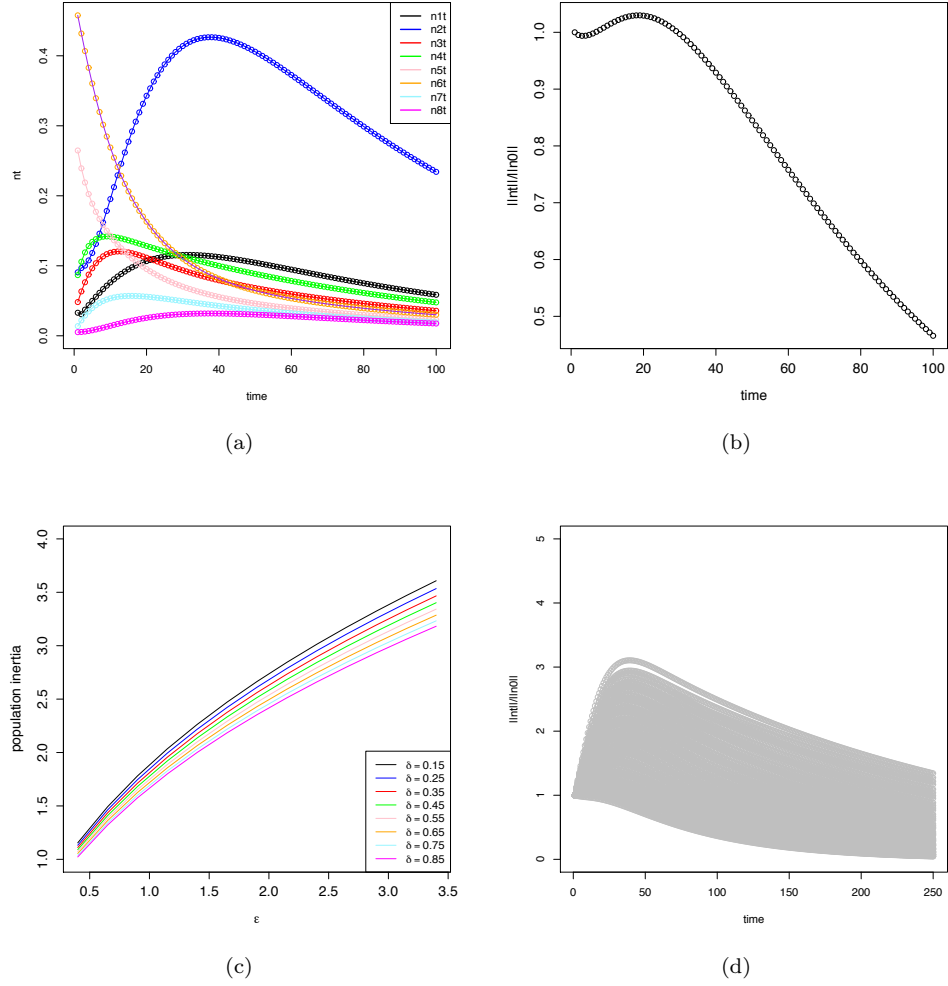 nt
0.0
0.1
0.2
0.3
0.4
0
20
40
60
80
100
time
n1t
n2t
n3t
n4t
n5t
n6t
n7t
n8t
(a)
||nt||/||n0||
0.5
0.6
0.7
0.8
0.9
1.0
0
20
40
60
80
100
time
(b)
population inertia
1.0
1.5
2.0
2.5
3.0
3.5
4.0
0.5
1.0
1.5
2.0
2.5
3.0
3.5
ε
δ = 0.15
δ = 0.25
δ = 0.35
δ = 0.45
δ = 0.55
δ = 0.65
δ = 0.75
δ = 0.85
(c)
||nt||/||n0||
0
1
2
3
4
5
0
50
100
150
200
250
time
(d)